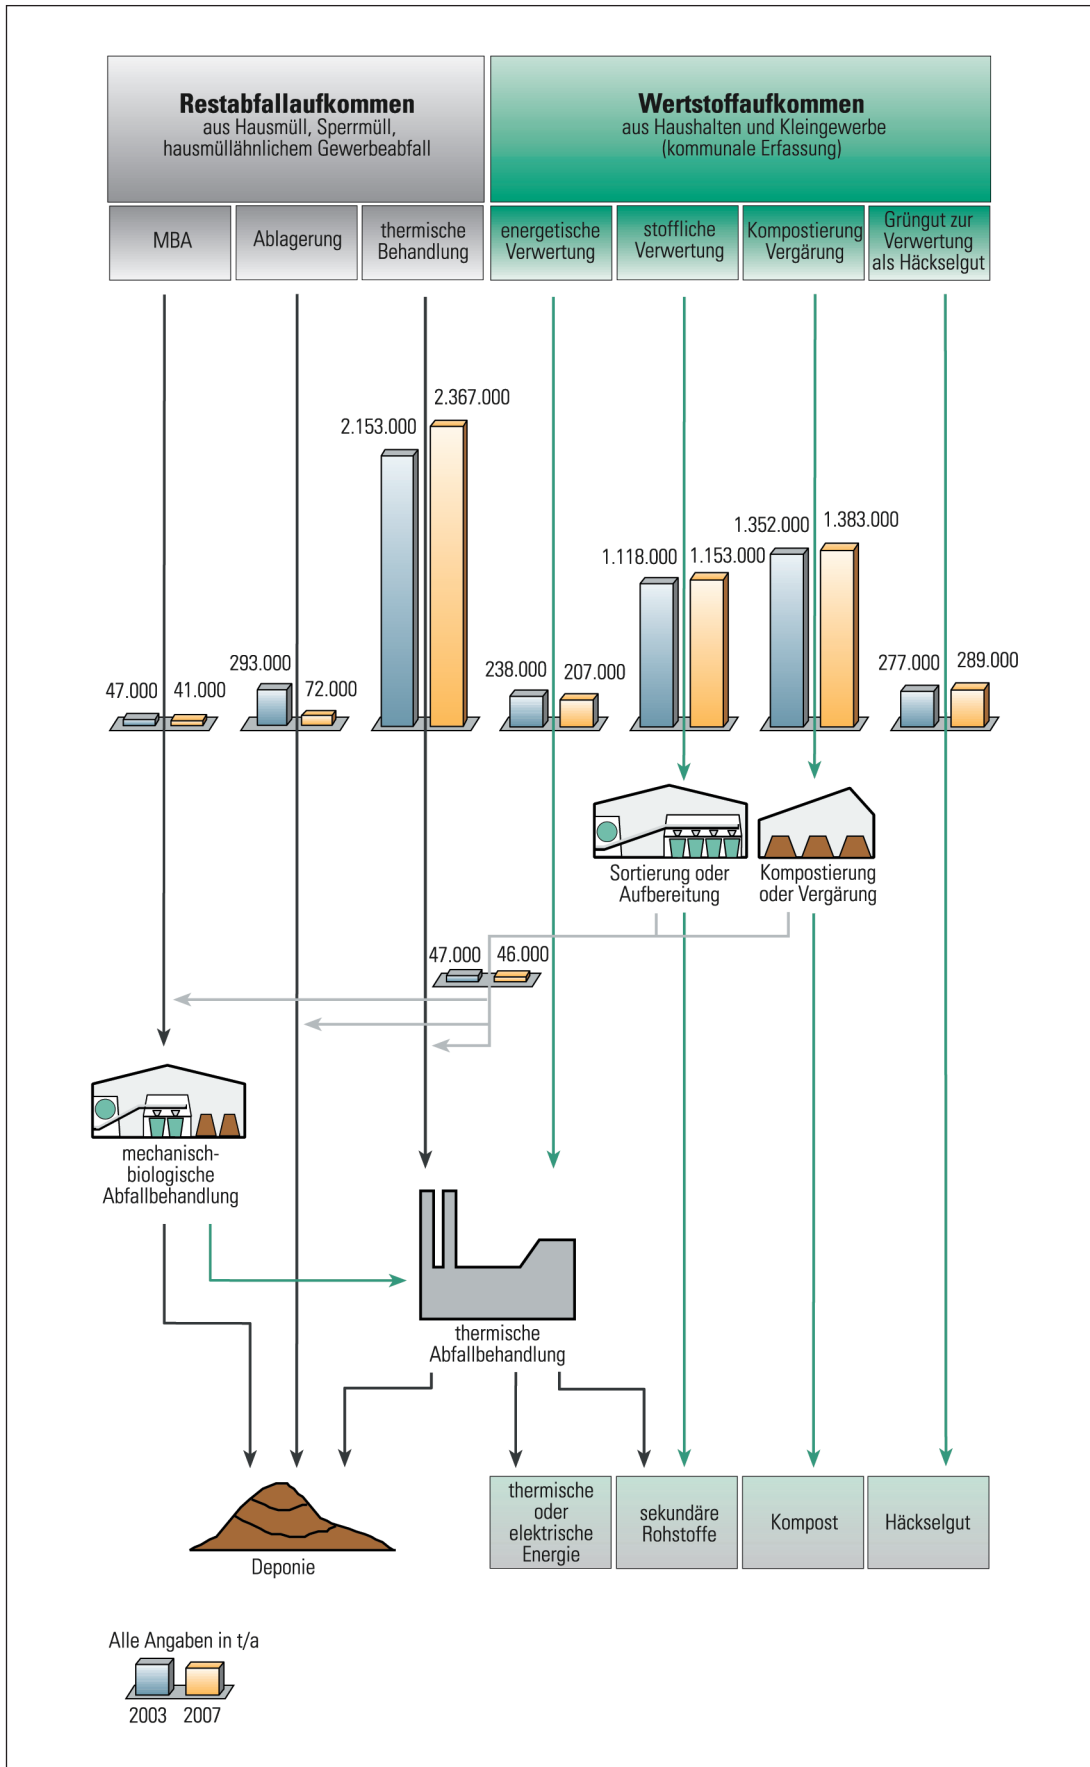 Restabfallaufkommen
aus Hausmüll, Sperrmüll,
hausmüllähnlichem Gewerbeabfall
Wertstoffaufkommen
aus Haushalten und Kleingewerbe
(kommunale Erfassung)
MBA
Ablagerung
thermische
Behandlung
energetische
Verwertung
stoffliche
Verwertung
Kompostierung
Vergärung
Grüngut zur
Verwertung
als Häckselgut
47.000
41.000
293.000
72.000
2.153.000
2.367.000
238.000
207.000
1.118.000
1.153.000
1.352.000
1.383.000
277.000
289.000
Sortierung oder
Aufbereitung
Kompostierung
oder Vergärung
47.000
46.000
mechanisch-
biologische
Abfallbehandlung
thermische
Abfallbehandlung
Deponie
thermische
oder
elektrische
Energie
sekundäre
Rohstoffe
Kompost
Häckselgut
Alle Angaben in t/a
2003
2007